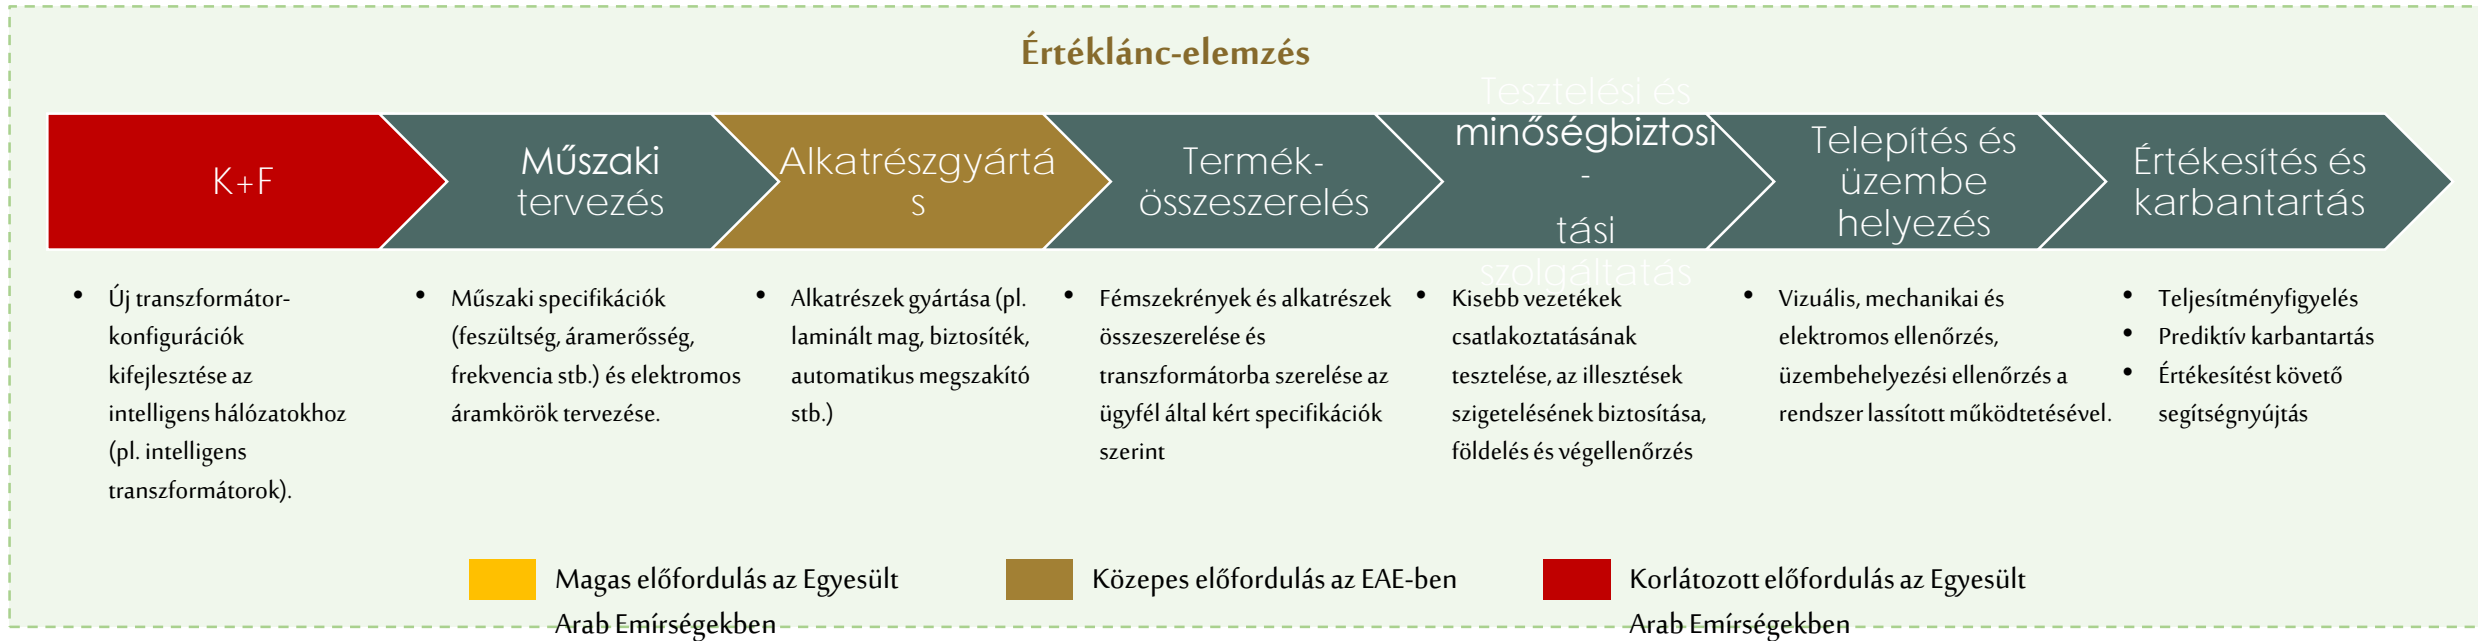 Értéklánc-elemzés
K+F
Műszaki
tervezés
Alkatrészgyártá
s
Termék-
összeszerelés
Tesztelési és
minőségbiztosí
-
tási
szolgáltatás
Telepítés és
üzembe
helyezés
Értékesítés és
karbantartás
• Új transzformátor-
konfigurációk
kifejlesztése az
intelligens hálózatokhoz
(pl. intelligens
transzformátorok).
• Műszaki specifikációk
(feszültség, áramerősség,
frekvencia stb.) és elektromos
áramkörök tervezése.
• Alkatrészek gyártása (pl.
laminált mag, biztosíték,
automatikus megszakító
stb.)
• Fémszekrények és alkatrészek
összeszerelése és
transzformátorba szerelése az
ügyfél által kért specifikációk
szerint
• Kisebb vezetékek
csatlakoztatásának
tesztelése, az illesztések
szigetelésének biztosítása,
földelés és végellenőrzés
• Vizuális, mechanikai és
elektromos ellenőrzés,
üzembehelyezési ellenőrzés a
rendszer lassított működtetésével.
• Teljesítményfigyelés
• Prediktív karbantartás
• Értékesítést követő
segítségnyújtás
Magas előfordulás az Egyesült
Arab Emírségekben
Közepes előfordulás az EAE-ben
Korlátozott előfordulás az Egyesült
Arab Emírségekben